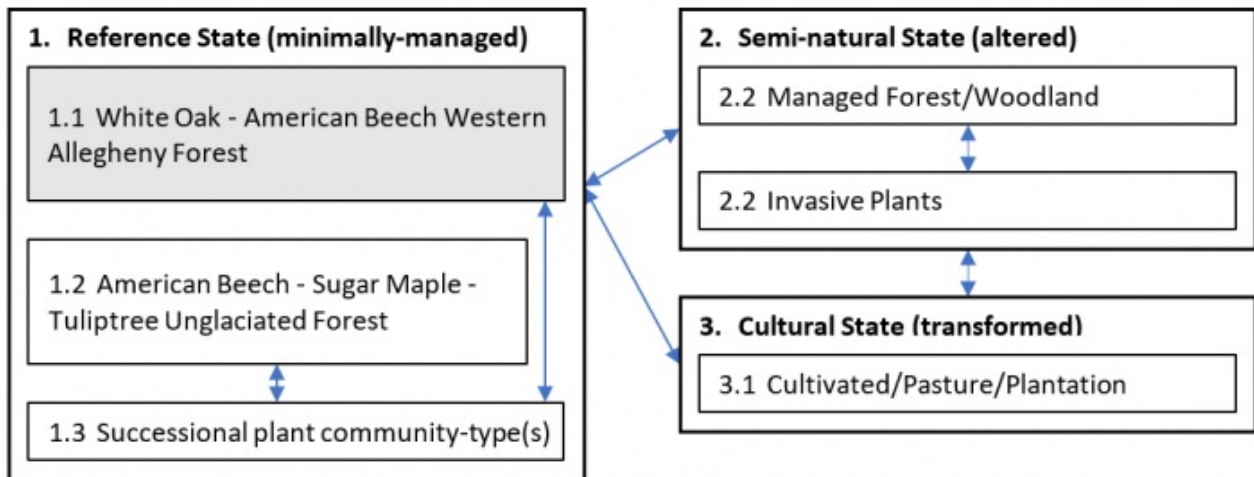 1. Reference State (minimally-managed)
1.1 White Oak - American Beech Western
Allegheny Forest
1.2 American Beech - Sugar Maple -
Tuliptree Unglaciated Forest
1.3 Successional plant community-type(s)
2. Semi-natural State (altered)
2.2 Managed Forest/Woodland
2.2 Invasive Plants
3. Cultural State (transformed)
3.1 Cultivated/Pasture/Plantation